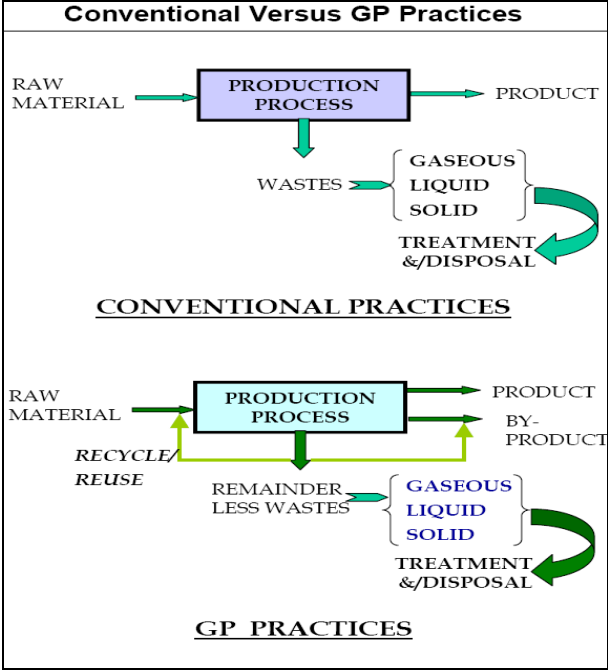 Conventional Versus GP Practices
RAW
MATERIAL
PRODUCTION
PROCESS
PRODUCT
WASTES
GASEOUS
LIQUID
SOLID
TREATMENT
&/DISPOSAL
CONVENTIONAL PRACTICES
RAW
MATERIAL
PRODUCTION
PROCESS
PRODUCT
BY-
PRODUCT
RECYCLE/
REUSE
REMAINDER
LESS WASTES
GASEOUS
LIQUID
SOLID
TREATMENT
&/DISPOSAL
GP PRACTICES